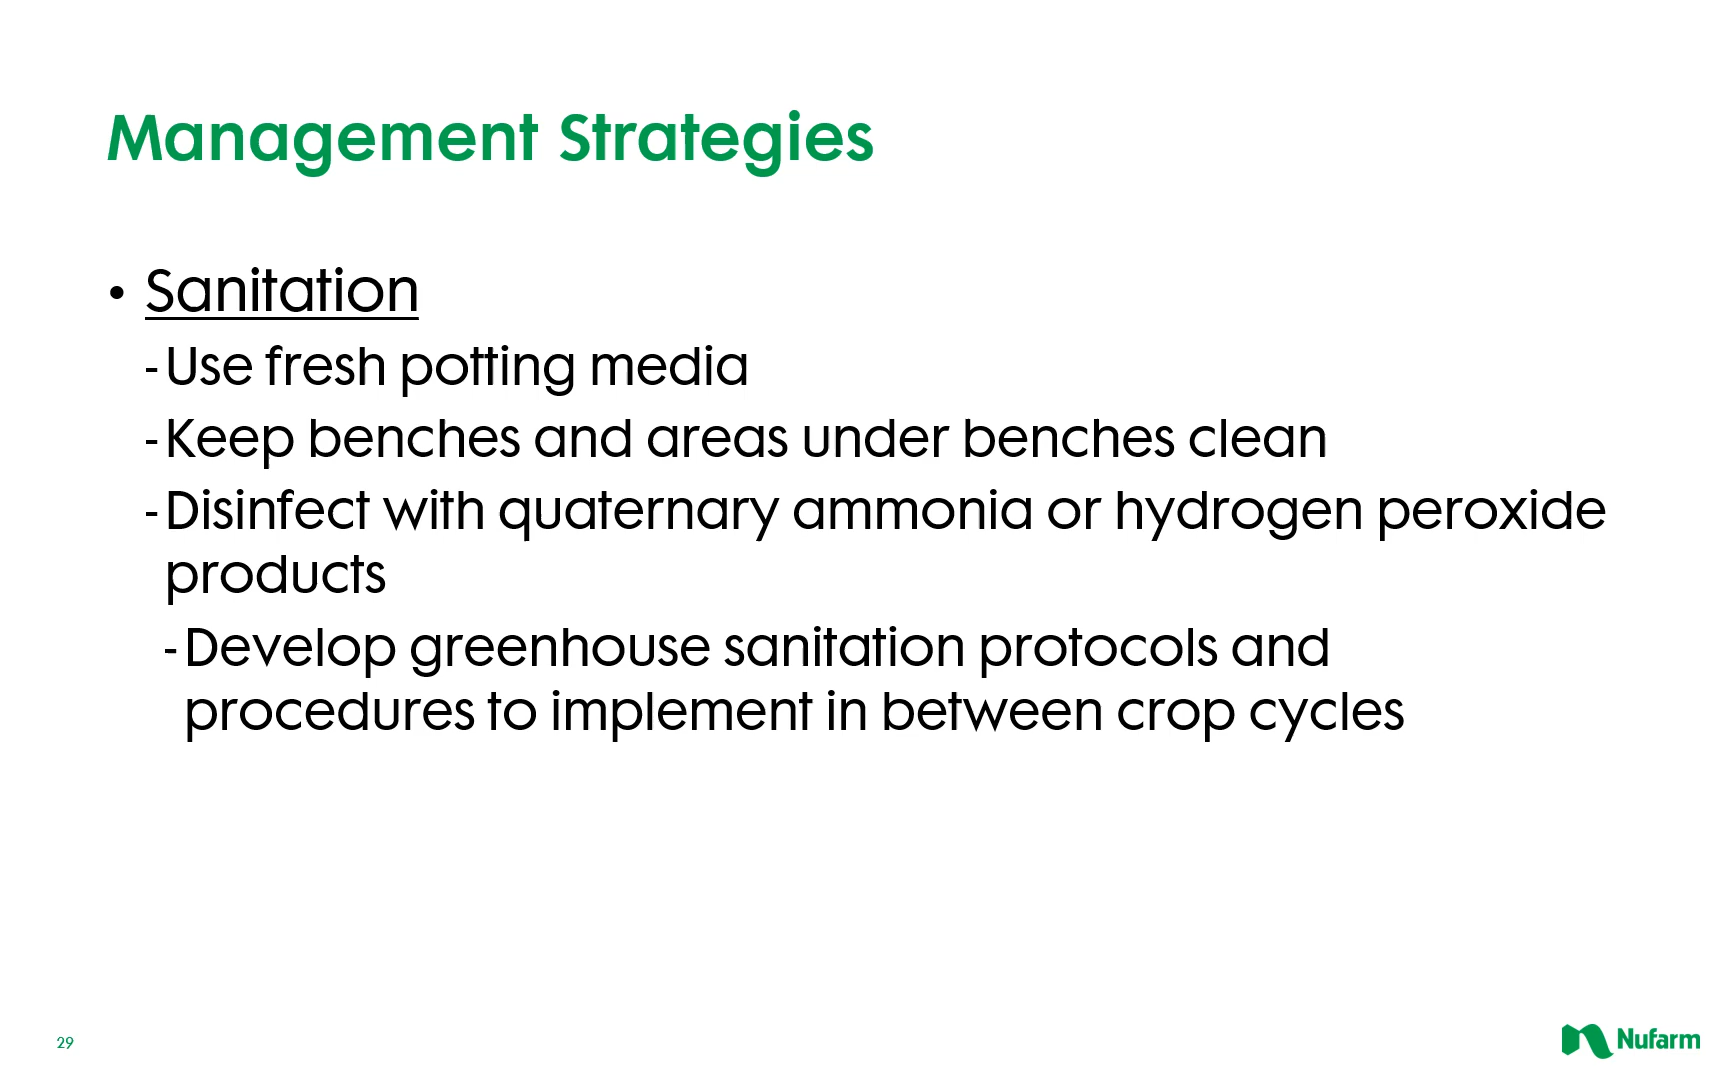 Management Strategies
• Sanitation
- Use fresh potting media
- Keep benches and areas under benches clean
- Disinfect with quaternary ammonia or hydrogen peroxide
products
- Develop greenhouse sanitation protocols and
procedures to implement in between crop cycles
29
Nufarm